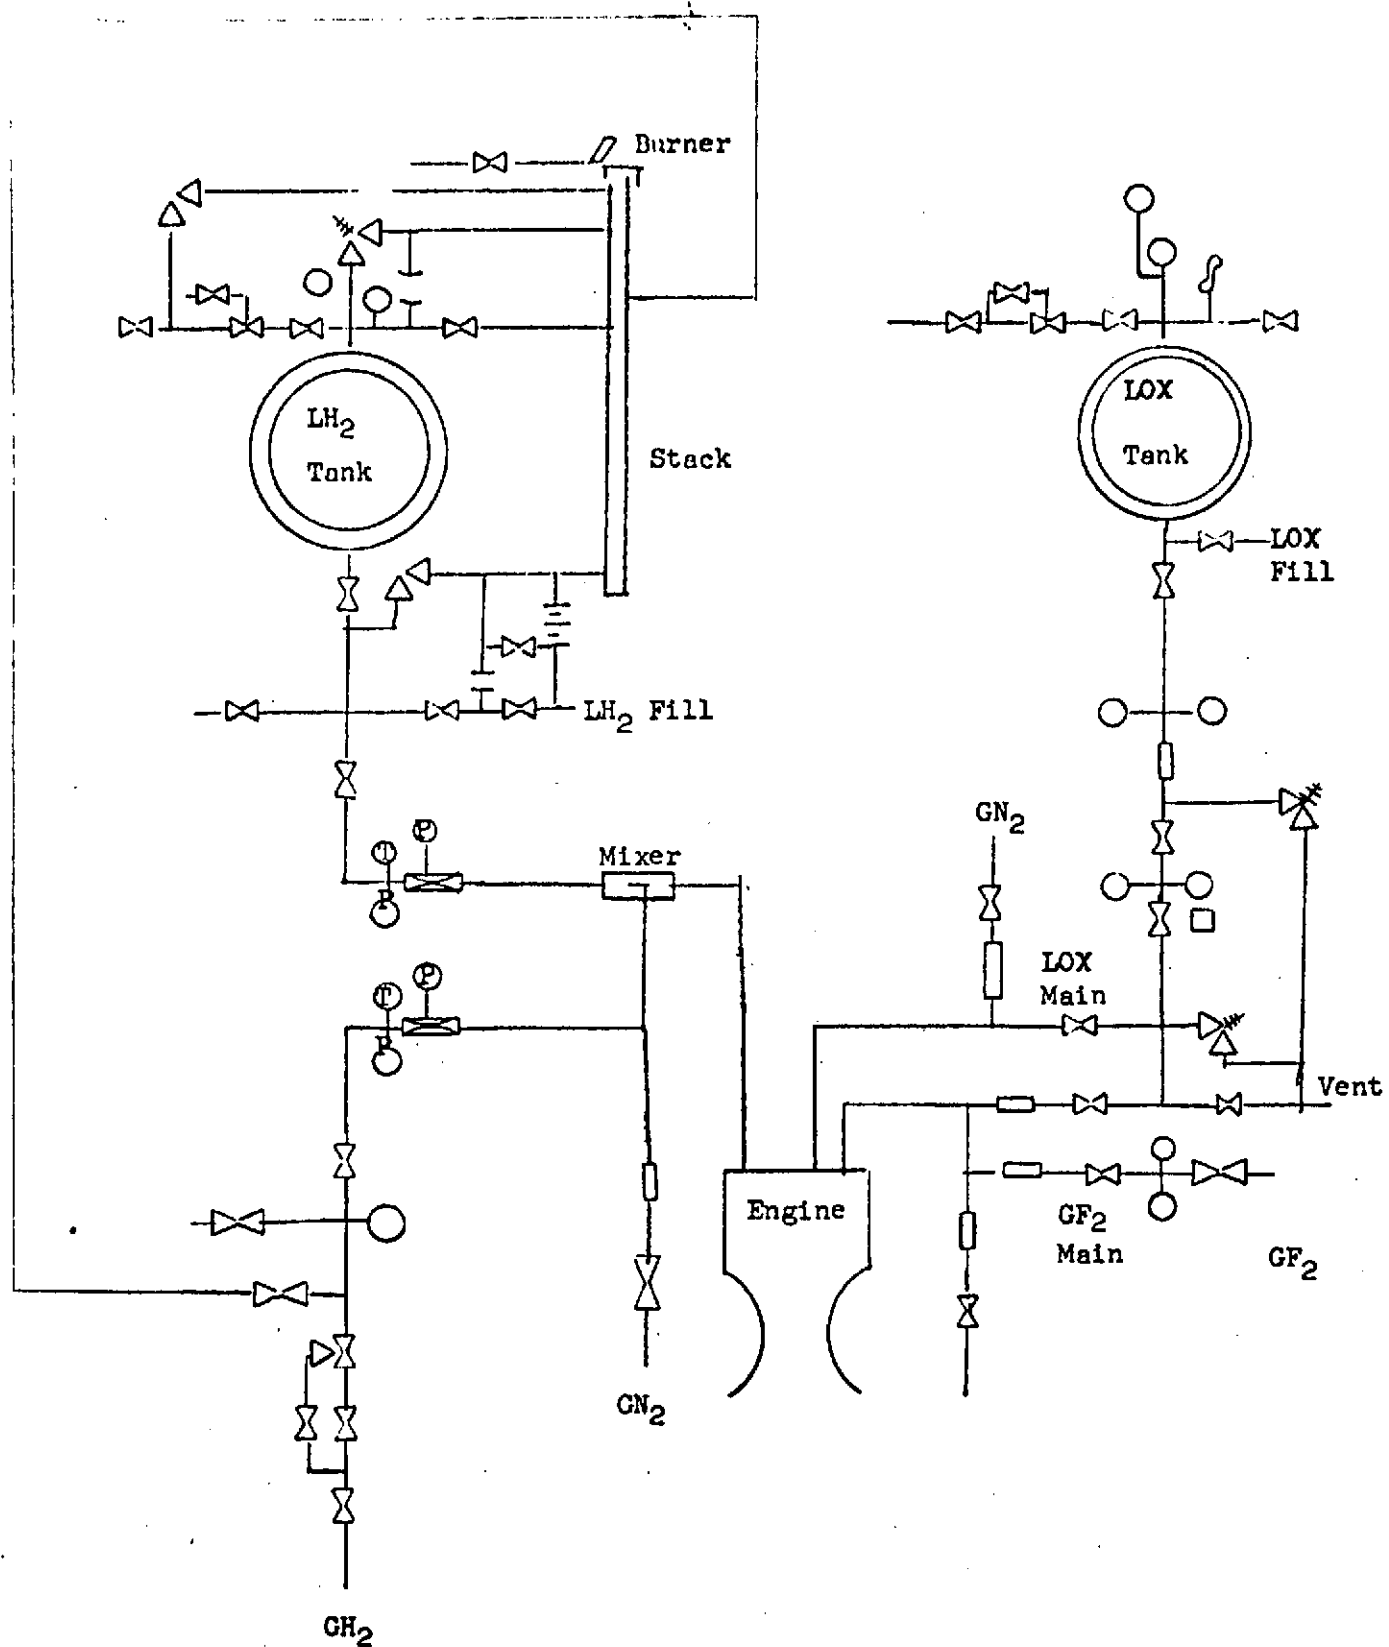 Burner
LH2
Tank
LOX
Tank
Stack
LOX
Fill
LH2 Fill
GN2
P
T
Mixer
P
LOX
Main
P
T
P
Vent
Engine
GF2
Main
GF2
GN2
GH2